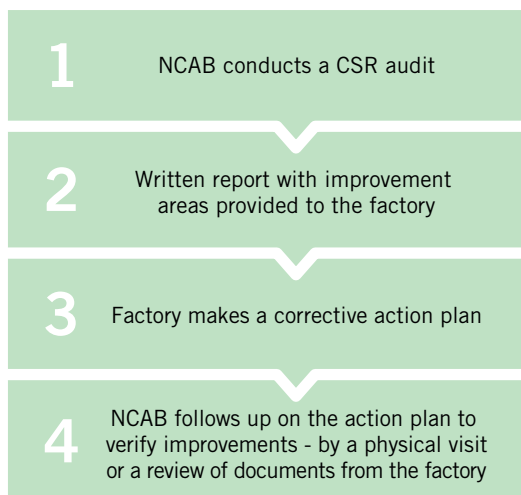 1
NCAB conducts a CSR audit
2
Written report with improvement
areas provided to the factory
3
Factory makes a corrective action plan
4
NCAB follows up on the action plan to
verify improvements - by a physical visit
or a review of documents from the factory